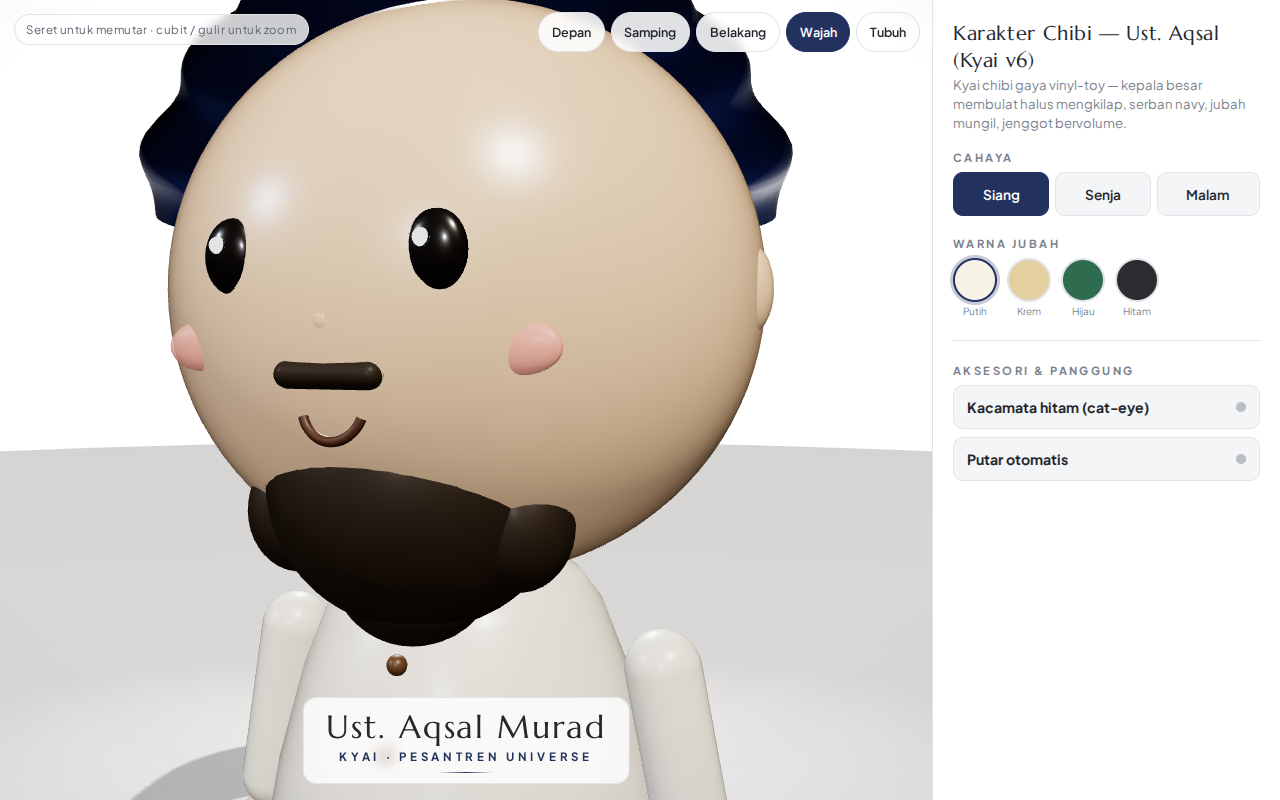 Seret untuk memutar · cubit / gulir untuk zoom
Depan
Samping
Belakang
Wajah
Tubuh
Karakter Chibi — Ust. Aqsal
(Kyai v6)
Kyai chibi gaya vinyl-toy — kepala besar
membulat halus mengkilap, serban navy, jubah
mungil, jenggot bervolume.
CAHAYA
Siang
Senja
Malam
WARNA JUBAH
Putih
Krem
Hijau
Hitam
AKSESORI & PANGGUNG
Kacamata hitam (cat-eye)
Putar otomatis
Ust. Aqsal Murad
KYAI · PESANTREN UNIVERSE